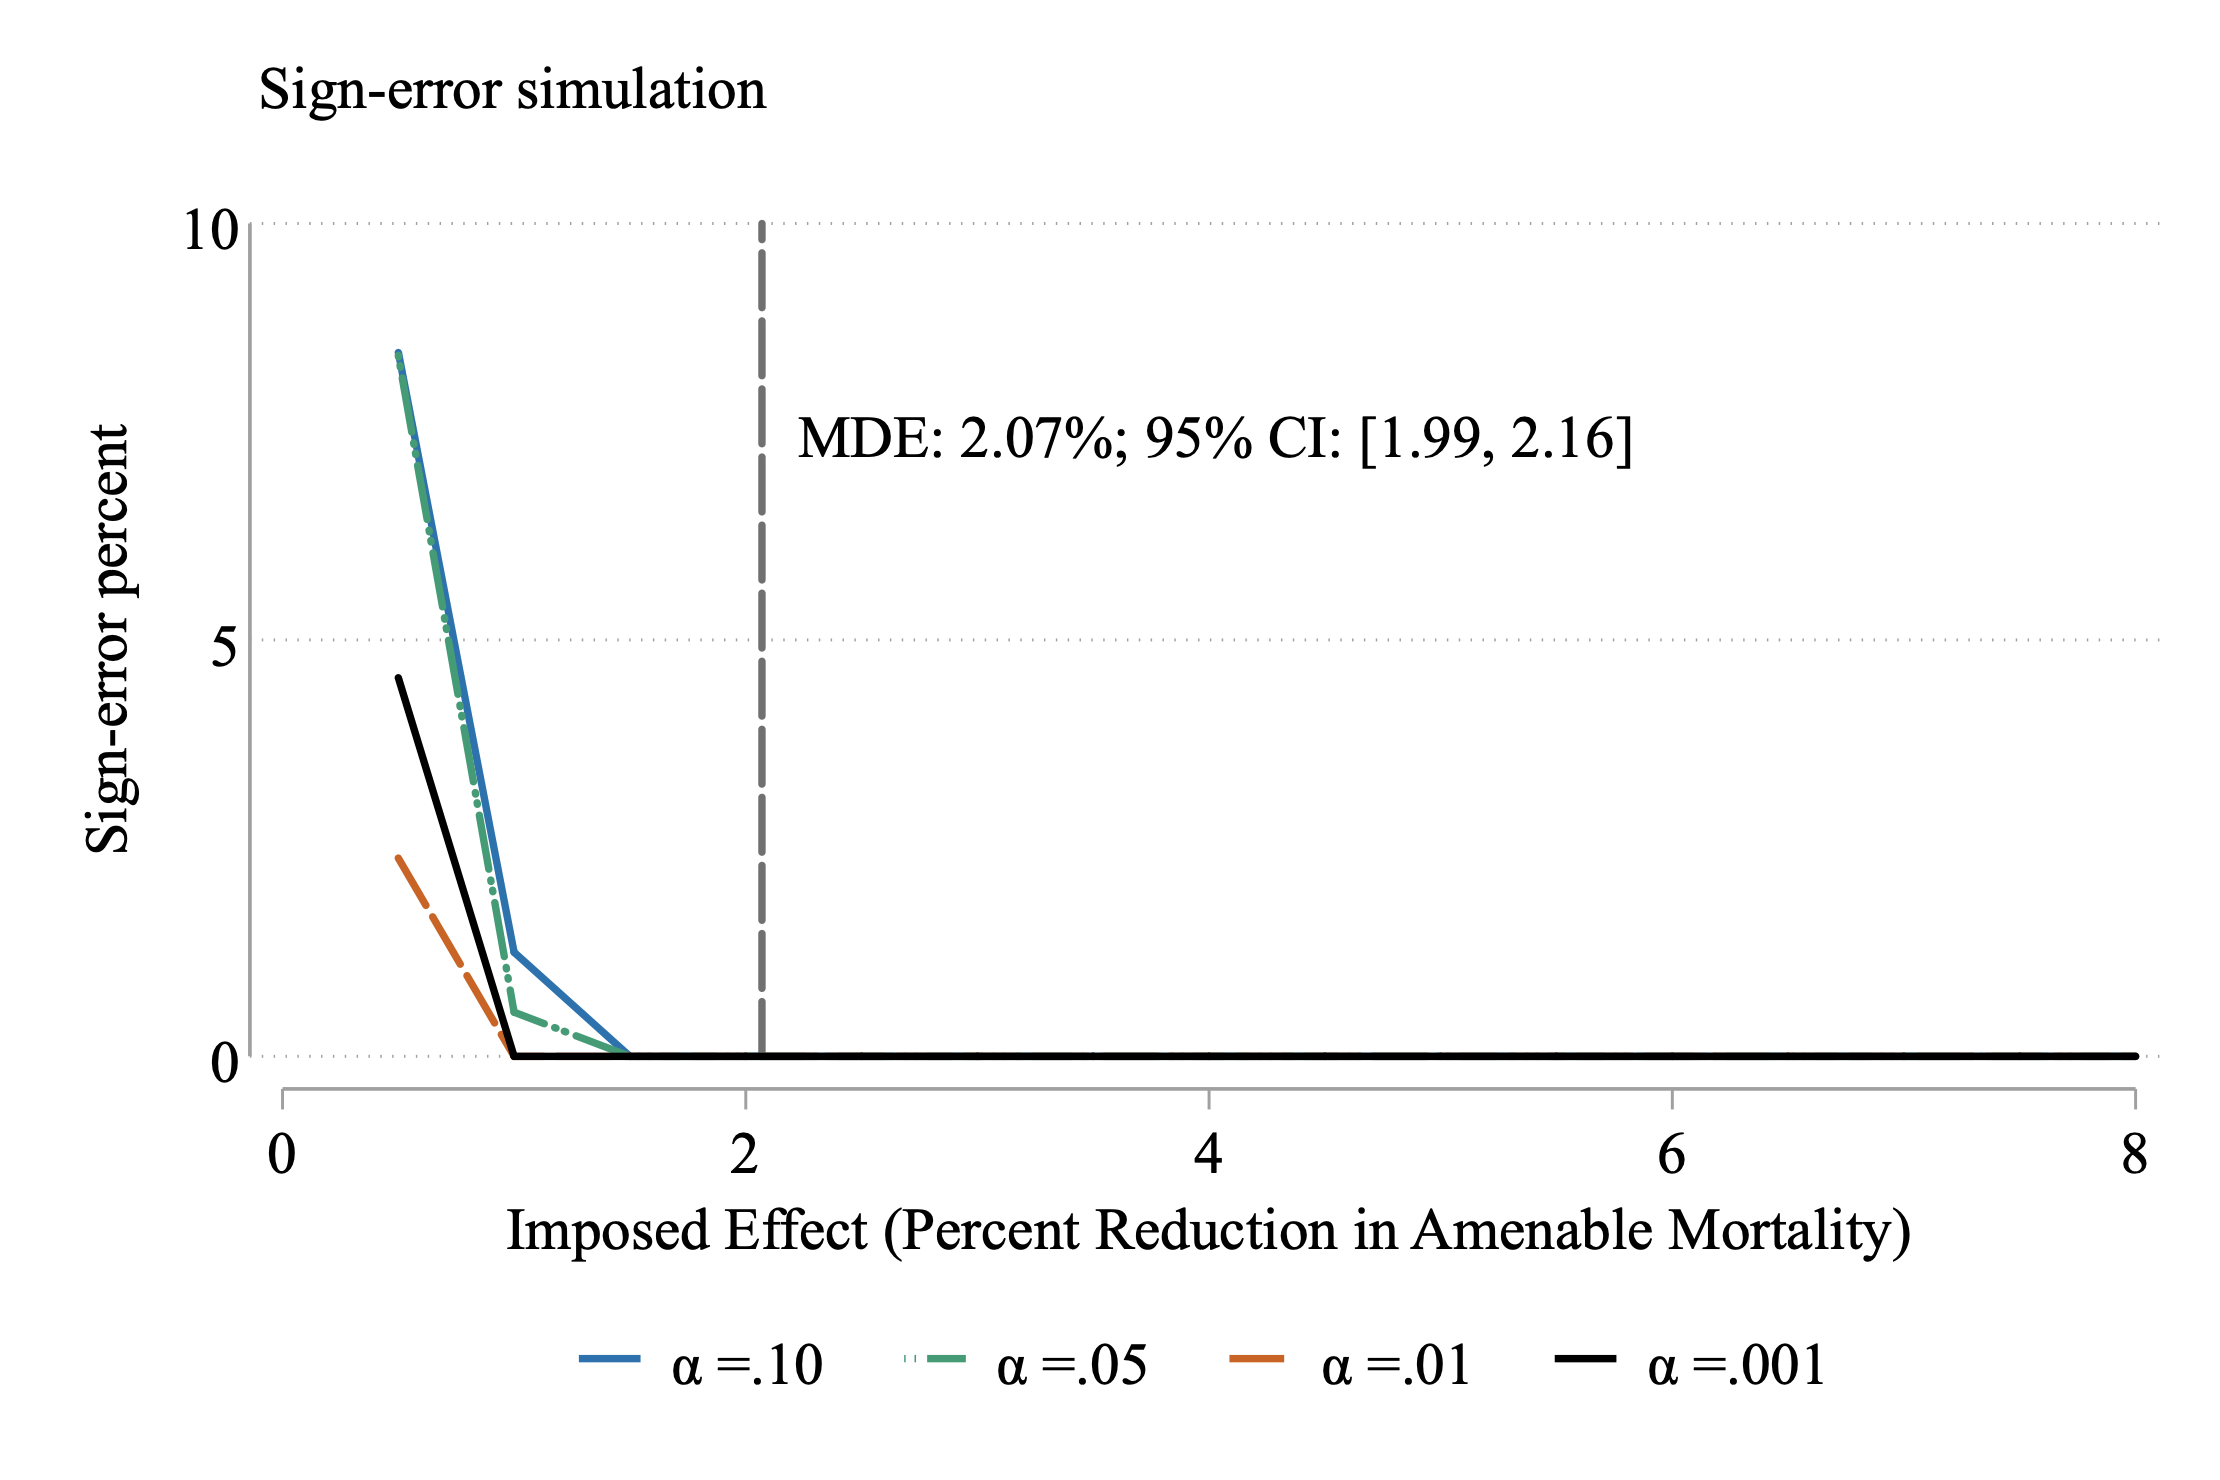 Sign-error simulation
10
5
0
Sign-error percent
MDE: 2.07%; 95% CI: [1.99, 2.16]
0 2 4 6 8
Imposed Effect (Percent Reduction in Amenable Mortality)
α =.10 α =.05 α =.01 α =.001